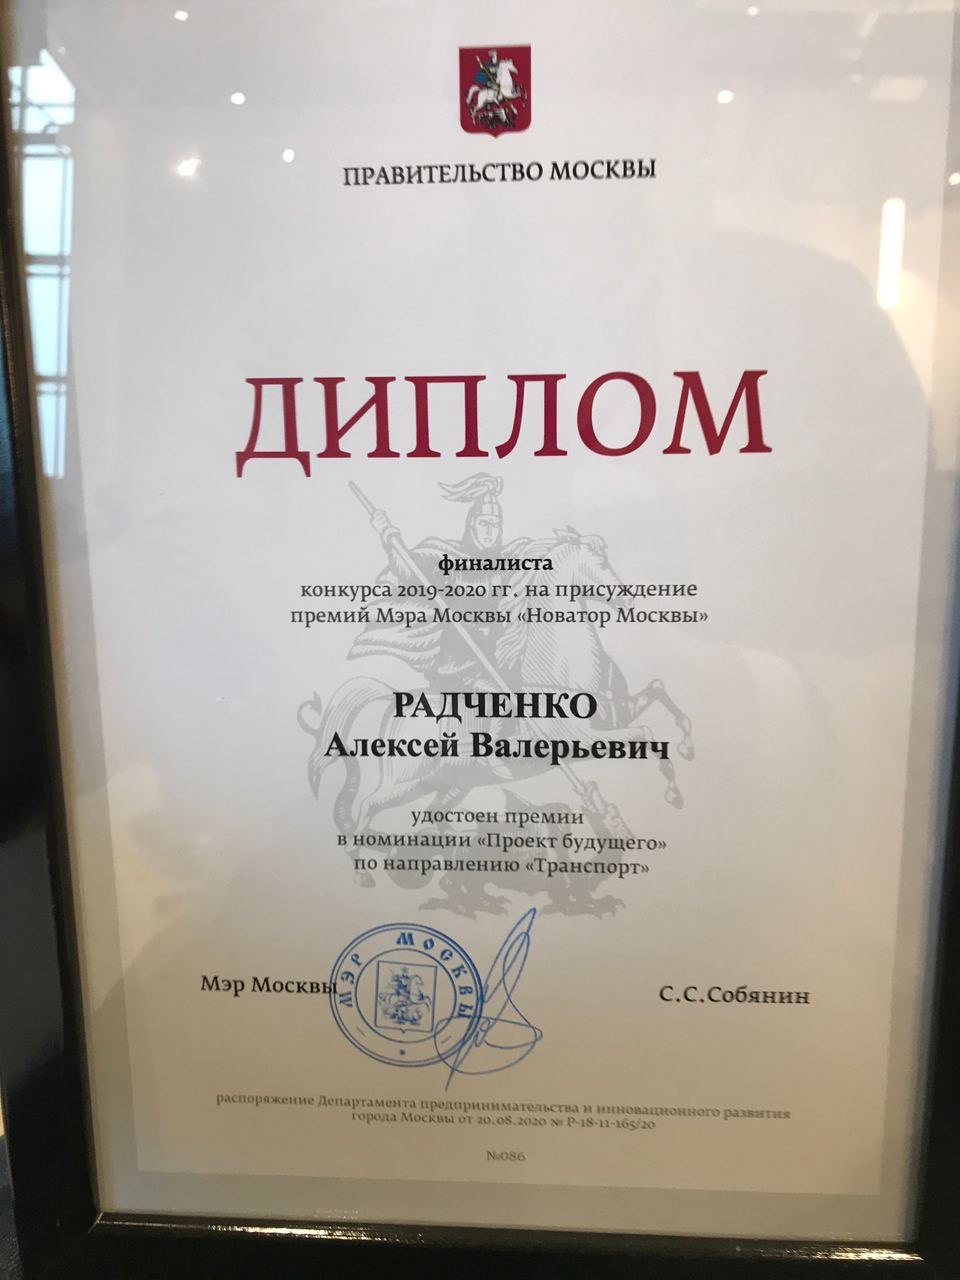 ПРАВИТЕЛЬСТВО МОСКВЫ
ДИПЛОМ
финалиста
конкурса 2019-2020 гг. на присуждение
премий Мэра Москвы «Новатор Москвы»
РАДЧЕНКО
Алексей Валерьевич
удостоен премии
в номинации «Проект будущего»
по направлению «Транспорт»
Мэр Москвы
МЭР МОСКВЫ
С.С.Собянин
распоряжение Департамента предпринимательства и инновационного развития
города Москвы от 20.08.2020 № Р-18-11-165/20
№086